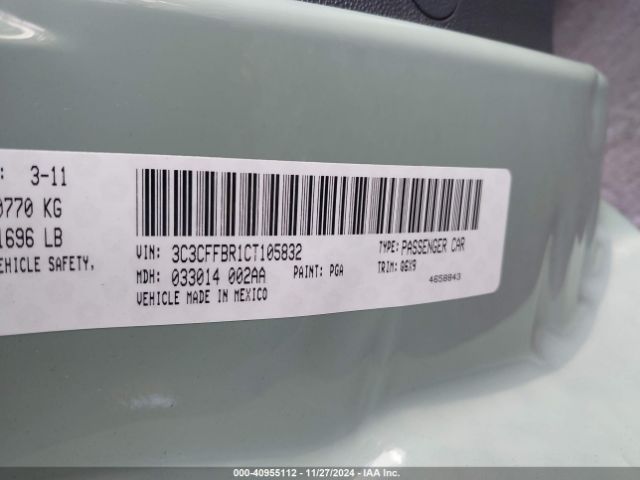 : 3-11
0770 KG
1696 LB
EHICLE SAFETY,
VIN: 3C3CFFBR1CT105832
TYPE: PASSENGER CAR
MDH: 033014 002AA
PAINT: PGA
TRIM: G6X9
VEHICLE MADE IN MEXICO
4658843
000-40955112 - 11/27/2024 - IAA Inc.